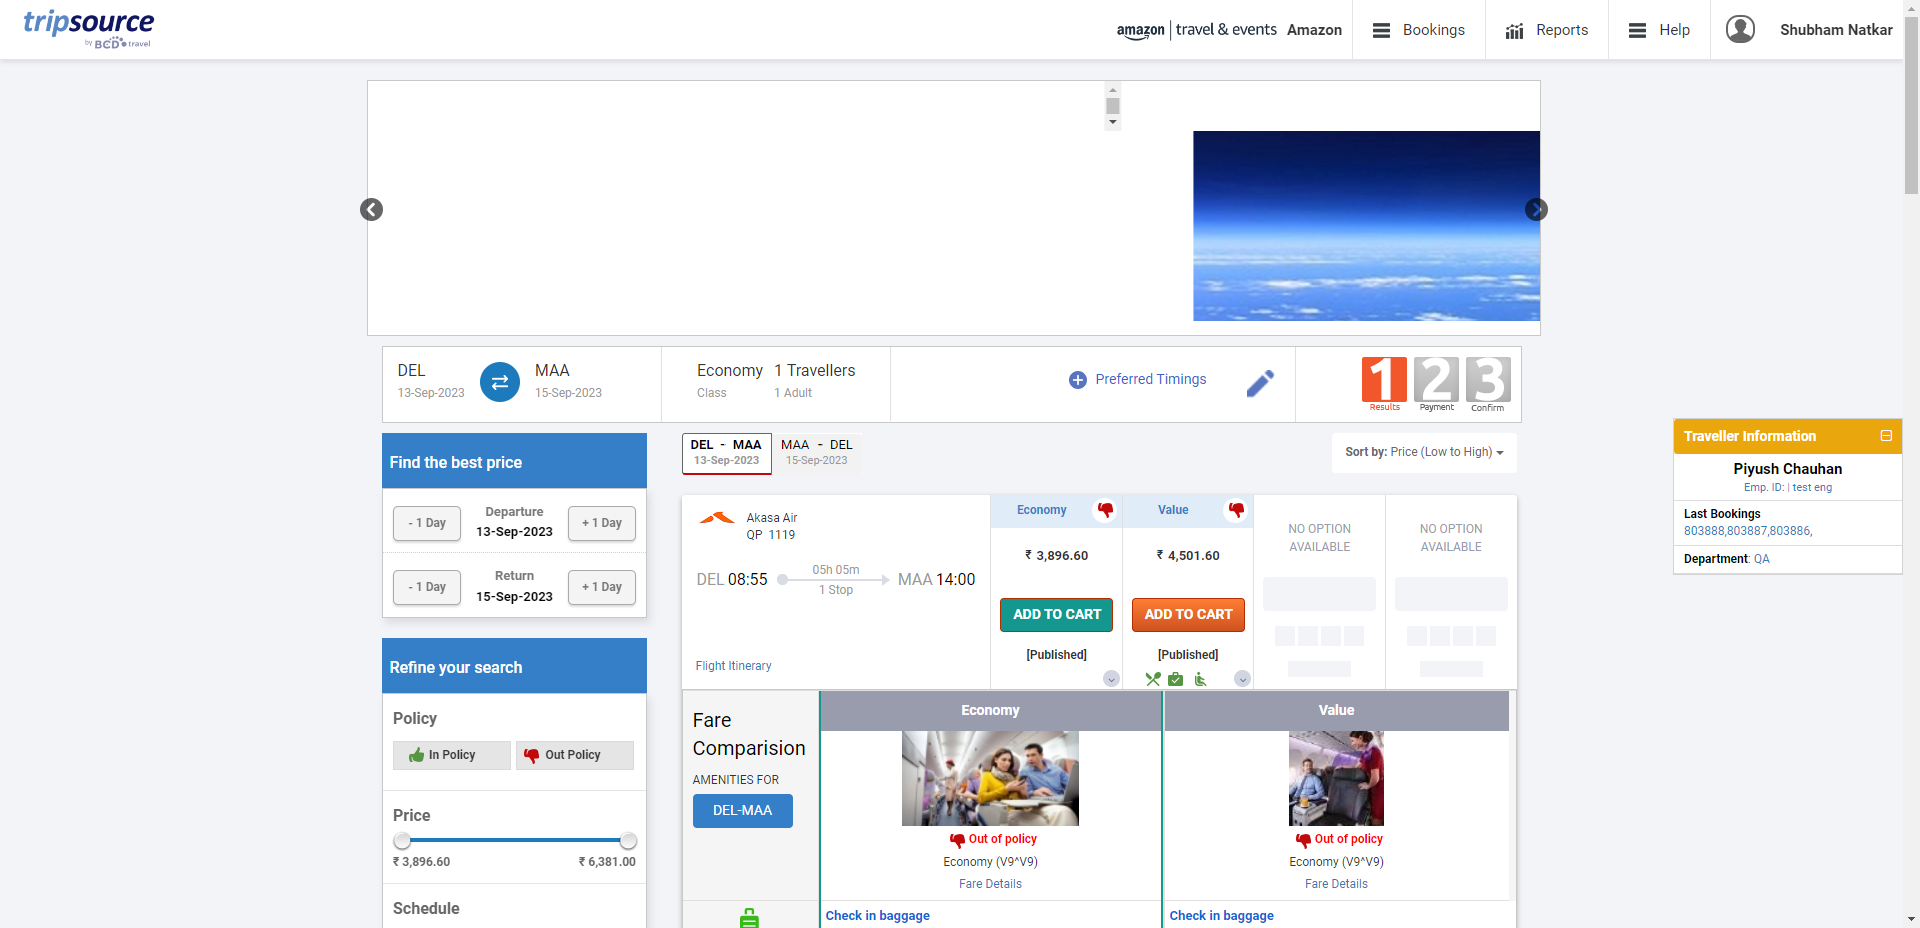 tripsource
by BCD travel
amazon | travel & events Amazon
Bookings
Reports
Help
Shubham Natkar
DEL
13-Sep-2023
MAA
15-Sep-2023
Economy
Class
1 Travellers
1 Adult
Preferred Timings
1 2 3
Results Payment Confirm
Find the best price
- 1 Day
Departure
13-Sep-2023
+ 1 Day
- 1 Day
Return
15-Sep-2023
+ 1 Day
Refine your search
Policy
In Policy
Out Policy
Price
₹ 3,896.60
₹ 6,381.00
Schedule
DEL - MAA
13-Sep-2023
MAA - DEL
15-Sep-2023
Sort by: Price (Low to High)
Akasa Air
QP 1119
DEL 08:55
05h 05m
1 Stop
MAA 14:00
Flight Itinerary
Economy
₹ 3,896.60
ADD TO CART
[Published]
Value
₹ 4,501.60
ADD TO CART
[Published]
NO OPTION
AVAILABLE
NO OPTION
AVAILABLE
Fare
Comparision
AMENITIES FOR
DEL-MAA
Economy
Out of policy
Economy (V9^V9)
Fare Details
Check in baggage
Value
Out of policy
Economy (V9^V9)
Fare Details
Check in baggage
Traveller Information
Piyush Chauhan
Emp. ID: | test eng
Last Bookings
803888,803887,803886,
Department: QA